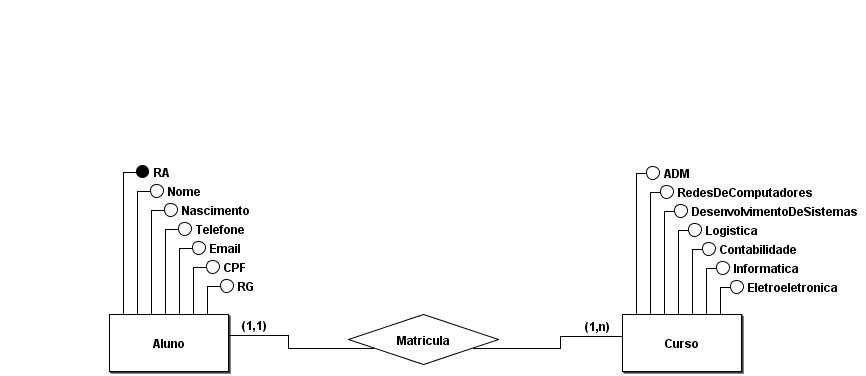 RA
Nome
Nascimento
Telefone
Email
CPF
RG
Aluno
(1,1)
Matricula
(1,n)
ADM
RedesDeComputadores
DesenvolvimentoDeSistemas
Logistica
Contabilidade
Informatica
Eletroeletronica
Curso